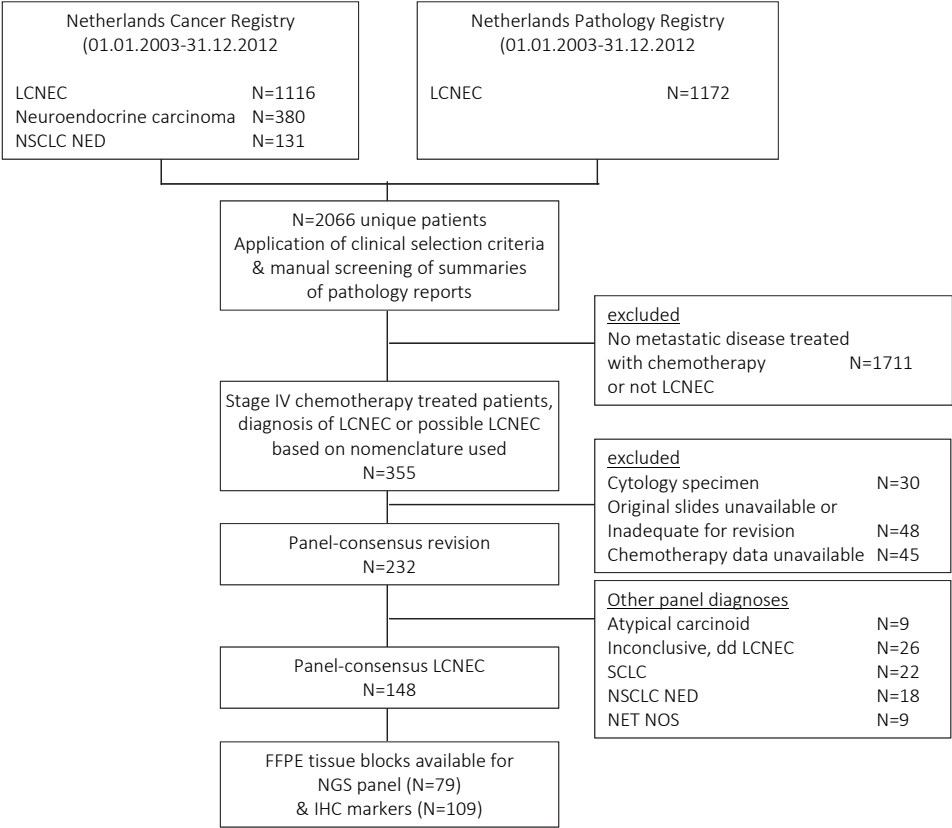 Netherlands Cancer Registry
(01.01.2003-31.12.2012
LCNEC N=1116
Neuroendocrine carcinoma N=380
NSCLC NED N=131
Netherlands Pathology Registry
(01.01.2003-31.12.2012
LCNEC N=1172
N=2066 unique patients
Application of clinical selection criteria
& manual screening of summaries
of pathology reports
excluded
No metastatic disease treated
with chemotherapy N=1711
or not LCNEC
Stage IV chemotherapy treated patients,
diagnosis of LCNEC or possible LCNEC
based on nomenclature used
N=355
excluded
Cytology specimen N=30
Original slides unavailable or
Inadequate for revision N=48
Chemotherapy data unavailable N=45
Panel-consensus revision
N=232
Other panel diagnoses
Atypical carcinoid N=9
Inconclusive, dd LCNEC N=26
SCLC N=22
NSCLC NED N=18
NET NOS N=9
Panel-consensus LCNEC
N=148
FFPE tissue blocks available for
NGS panel (N=79)
& IHC markers (N=109)